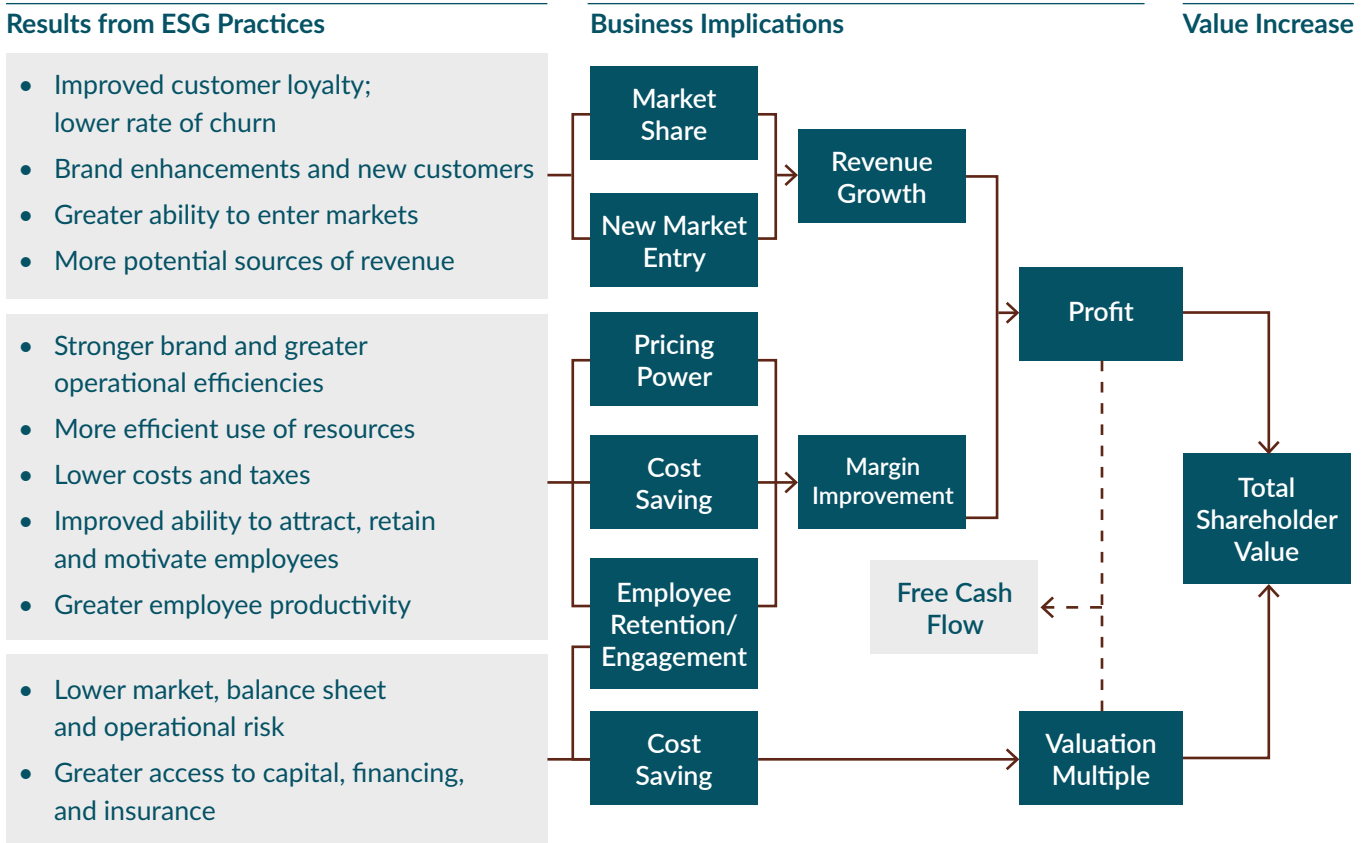 Results from ESG Practices
Business Implications
Value Increase
• Improved customer loyalty;
lower rate of churn
• Brand enhancements and new customers
• Greater ability to enter markets
• More potential sources of revenue
Market
Share
New Market
Entry
Revenue
Growth
Profit
• Stronger brand and greater
operational efficiencies
• More efficient use of resources
• Lower costs and taxes
• Improved ability to attract, retain
and motivate employees
• Greater employee productivity
Pricing
Power
Cost
Saving
Employee
Retention/
Engagement
Margin
Improvement
Free Cash
Flow
Total
Shareholder
Value
• Lower market, balance sheet
and operational risk
• Greater access to capital, financing,
and insurance
Cost
Saving
Valuation
Multiple